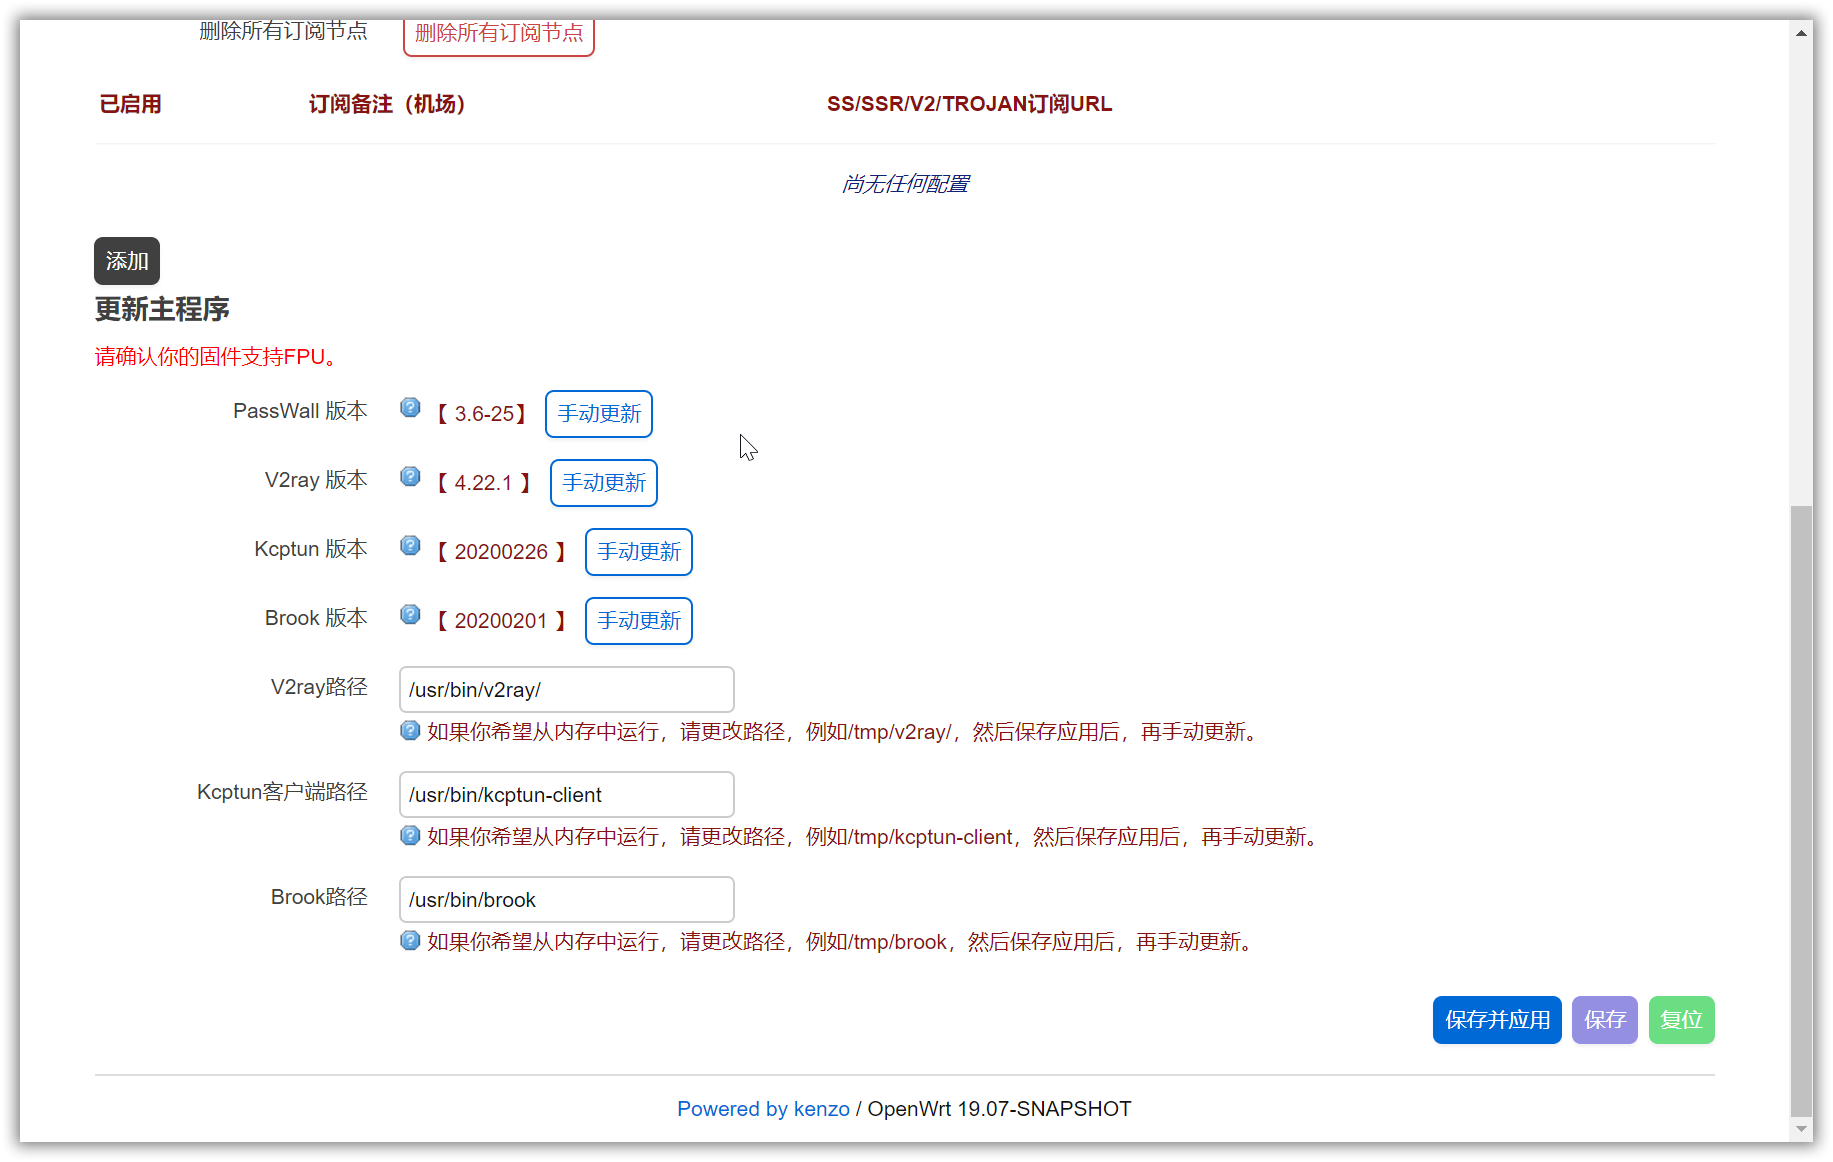 删除所有订阅节点 删除所有订阅节点
已启用 订阅备注（机场） SS/SSR/V2/TROJAN订阅URL
尚无任何配置
添加
更新主程序
请确认你的固件支持FPU。
PassWall 版本 【 3.6-25】 手动更新
V2ray 版本 【 4.22.1 】 手动更新
Kcptun 版本 【 20200226 】 手动更新
Brook 版本 【 20200201 】 手动更新
V2ray路径 /usr/bin/v2ray/
如果你希望从内存中运行，请更改路径，例如/tmp/v2ray/，然后保存应用后，再手动更新。
Kcptun客户端路径 /usr/bin/kcptun-client
如果你希望从内存中运行，请更改路径，例如/tmp/kcptun-client，然后保存应用后，再手动更新。
Brook路径 /usr/bin/brook
如果你希望从内存中运行，请更改路径，例如/tmp/brook，然后保存应用后，再手动更新。
保存并应用 保存 复位
Powered by kenzo / OpenWrt 19.07-SNAPSHOT